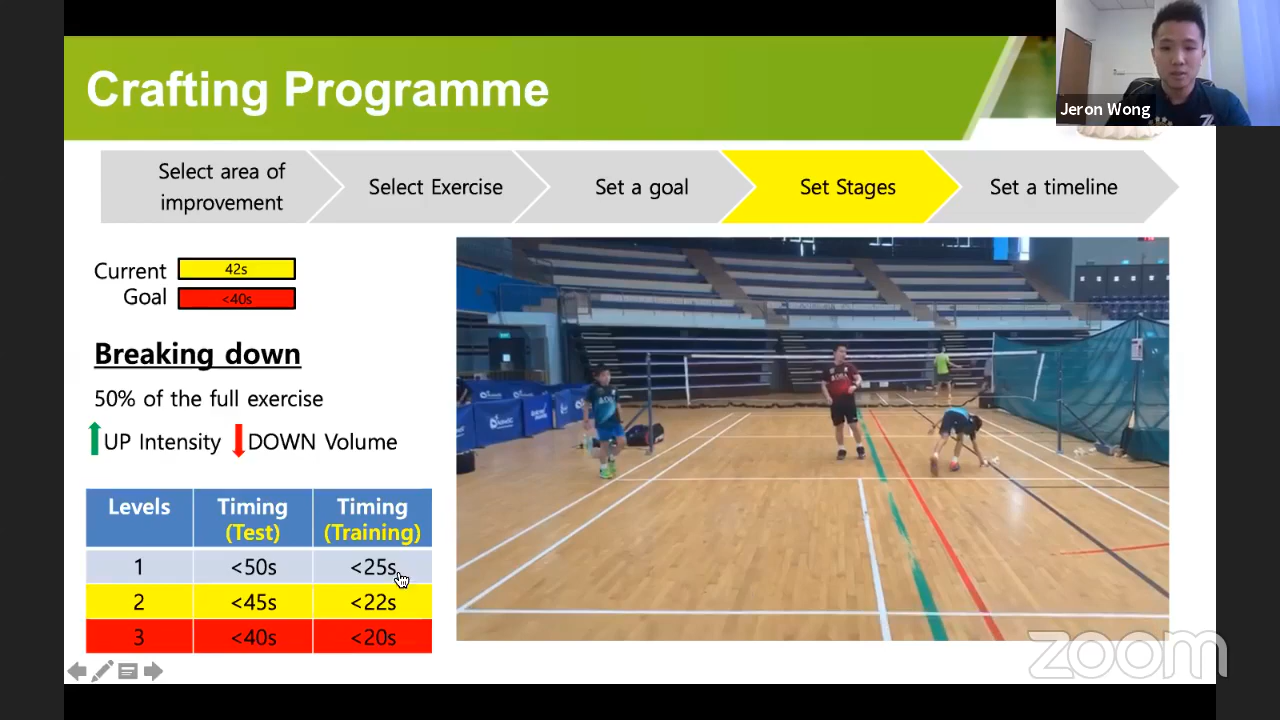 Crafting Programme
Jeron Wong
Select area of
improvement
Select Exercise
Set a goal
Set Stages
Set a timeline
Current 42s
Goal <40s
Breaking down
50% of the full exercise
UP Intensity DOWN Volume
Levels Timing (Test) Timing (Training)
1 <50s <25s
2 <45s <22s
3 <40s <20s
zoom